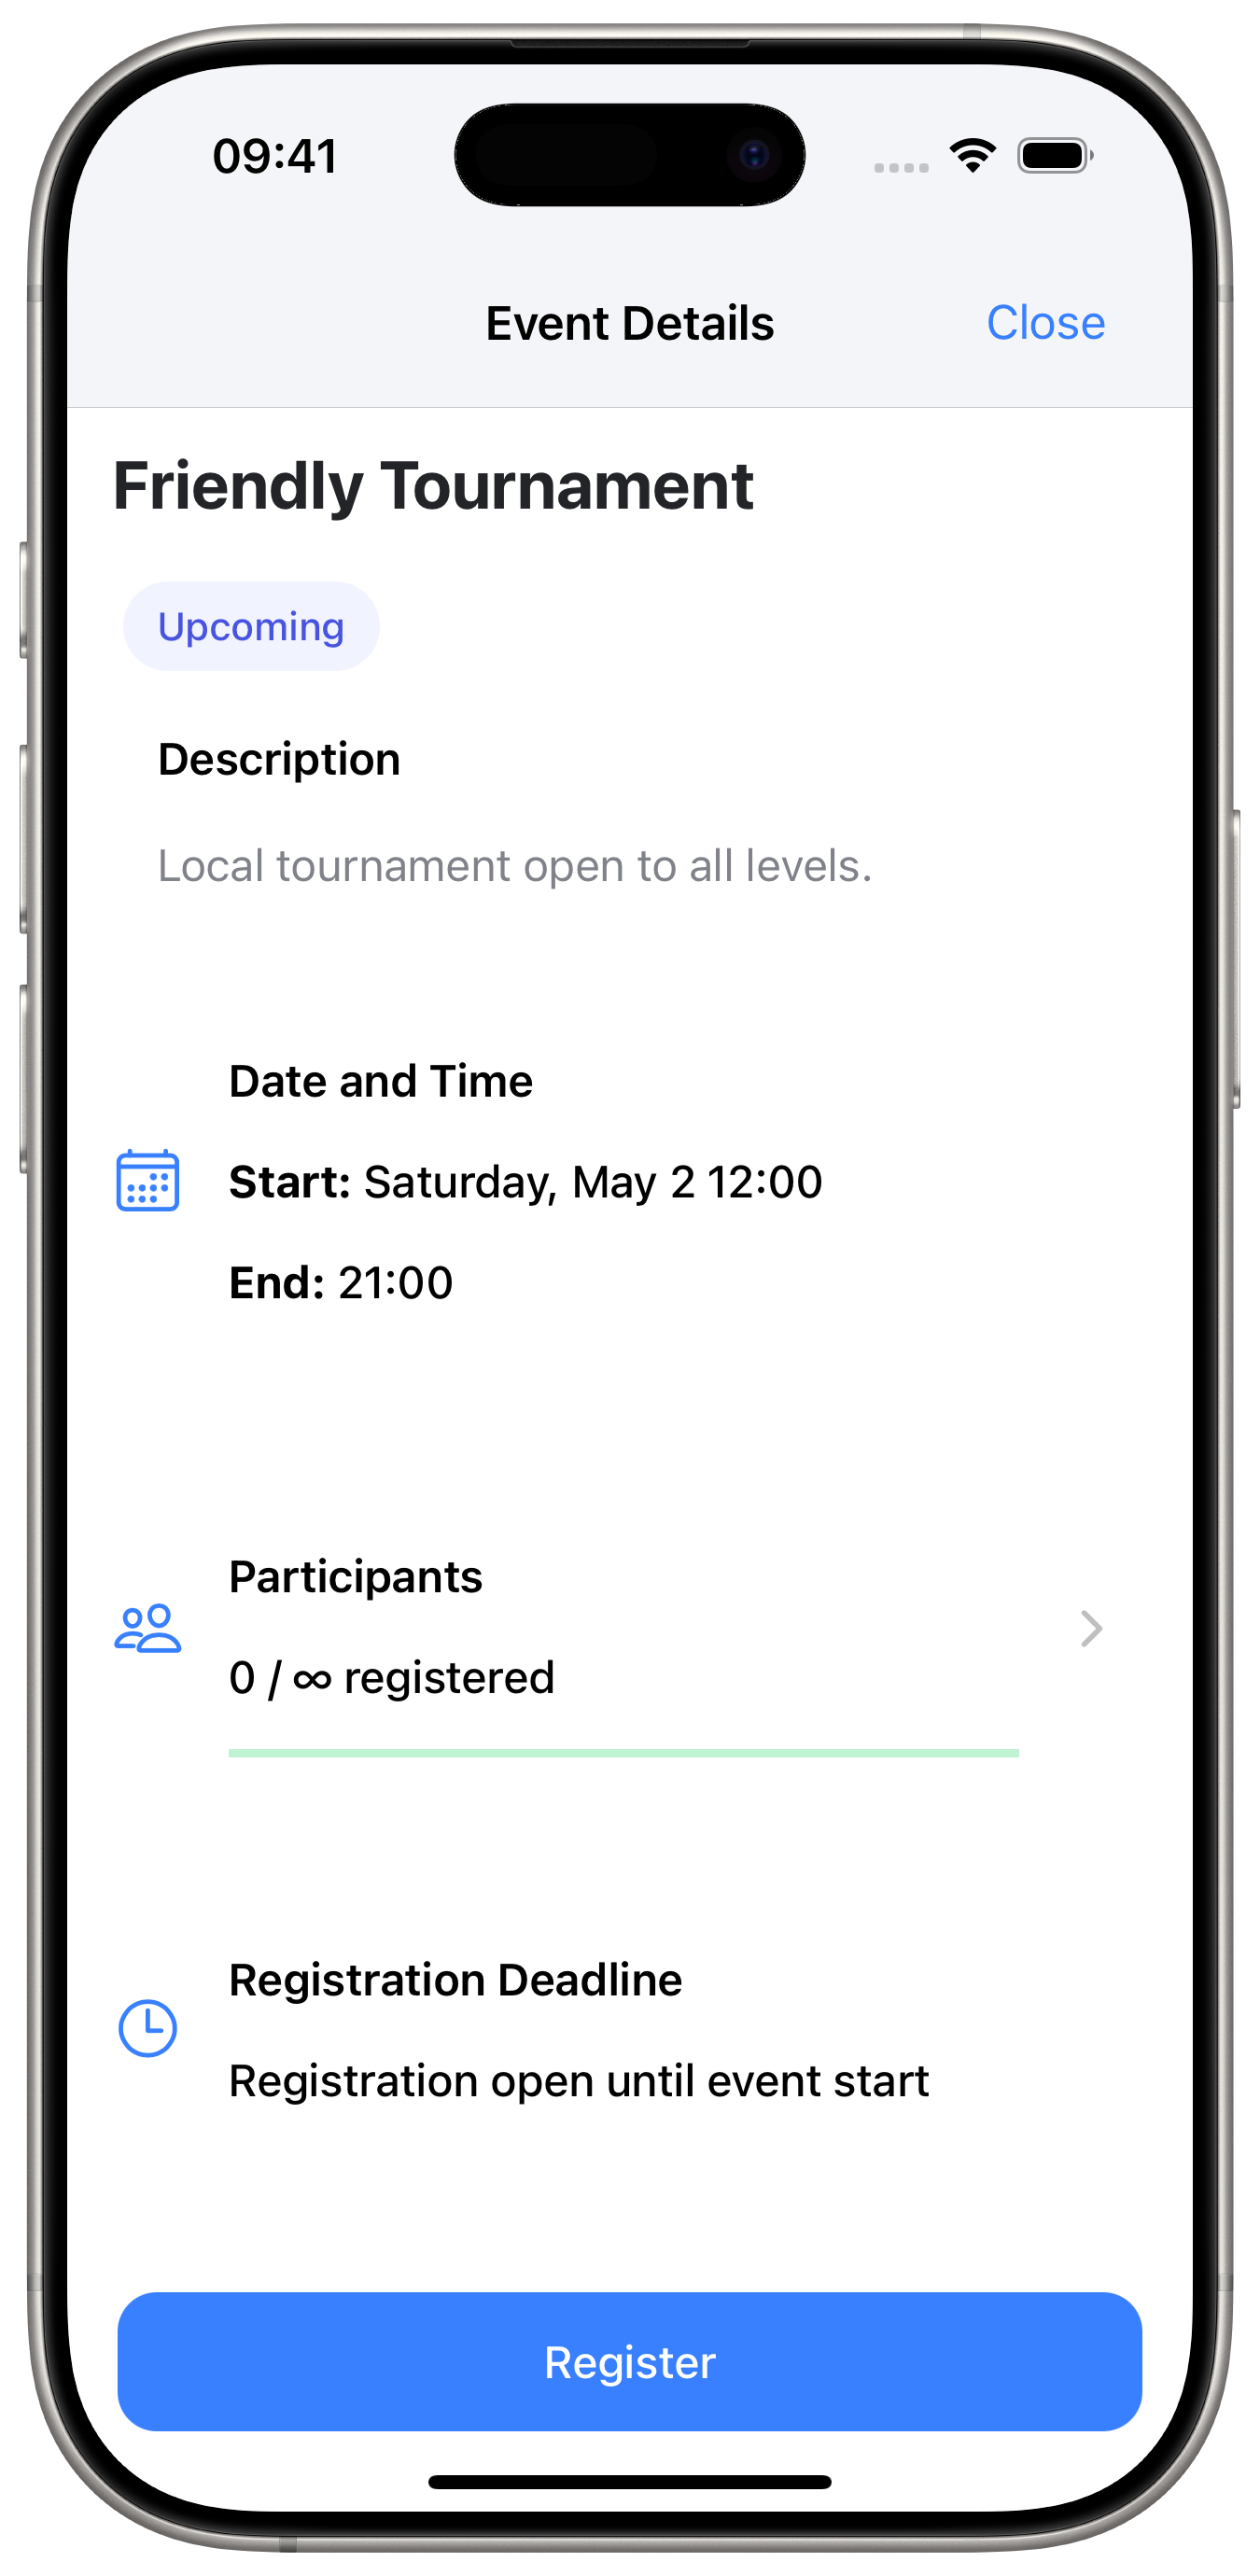 09:41
Event Details
Close
Friendly Tournament
Upcoming
Description
Local tournament open to all levels.
Date and Time
Start: Saturday, May 2 12:00
End: 21:00
Participants
0 / ∞ registered
Registration Deadline
Registration open until event start
Register